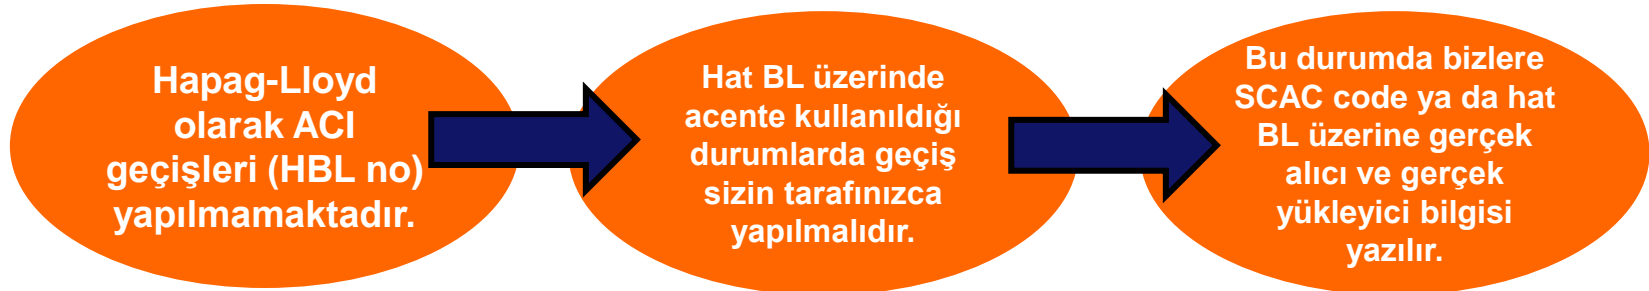 Hapag-Lloyd
olarak ACI
geçişleri (HBL no)
yapılmamaktadır.
Hat BL üzerinde
acente kullanıldığı
durumlarda geçiş
sizin tarafınızca
yapılmalıdır.
Bu durumda bizlere
SCAC code ya da hat
BL üzerine gerçek
alıcı ve gerçek
yükleyici bilgisi
yazılır.